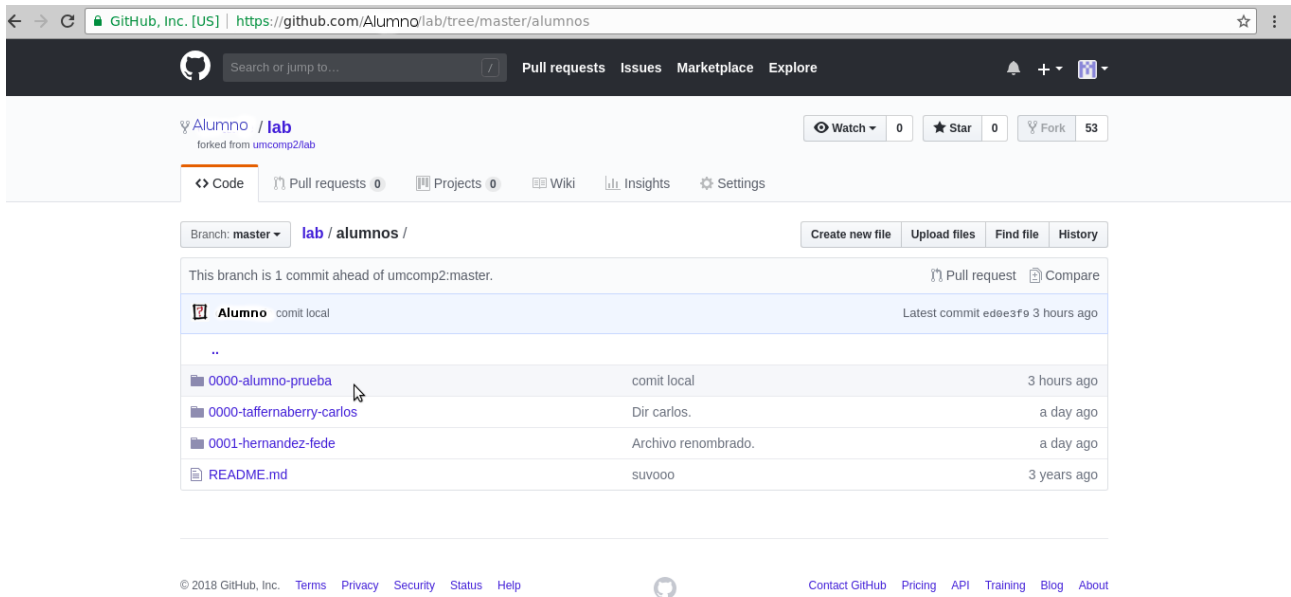 GitHub, Inc. [US] | https://github.com/Alumno/lab/tree/master/alumnos
Search or jump to… / Pull requests Issues Marketplace Explore
Alumno / lab Watch 0 Star 0 Fork 53
forked from umcomp2/lab
Code Pull requests 0 Projects 0 Wiki Insights Settings
Branch: master lab / alumnos / Create new file Upload files Find file History
This branch is 1 commit ahead of umcomp2:master. Pull request Compare
Alumno comit local Latest commit ed0e3f9 3 hours ago
..
0000-alumno-prueba comit local 3 hours ago
0000-taffernaberry-carlos Dir carlos. a day ago
0001-hernandez-fede Archivo renombrado. a day ago
README.md suvooo 3 years ago
© 2018 GitHub, Inc. Terms Privacy Security Status Help Contact GitHub Pricing API Training Blog About